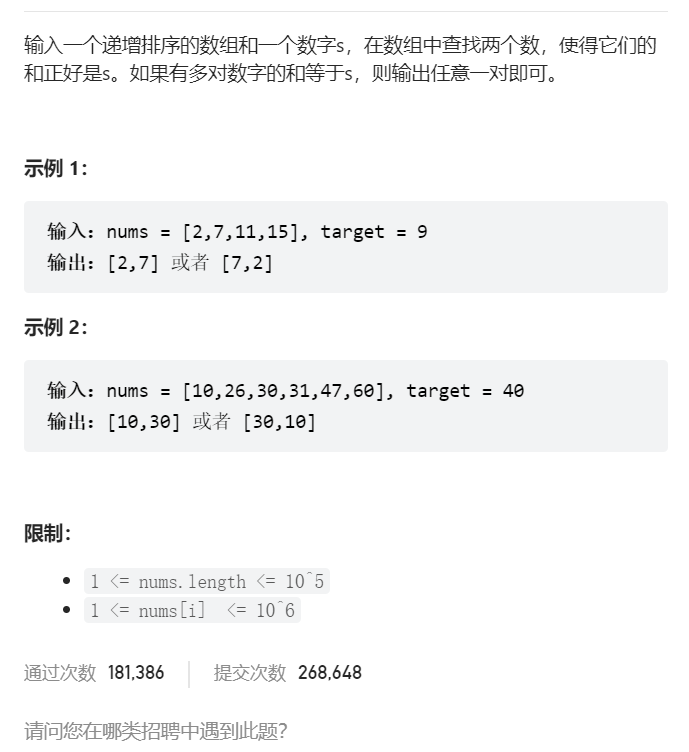 输入一个递增排序的数组和一个数字s，在数组中查找两个数，使得它们的
和正好是s。如果有多对数字的和等于s，则输出任意一对即可。
示例 1：
输入：nums = [2,7,11,15], target = 9
输出：[2,7] 或者 [7,2]
示例 2：
输入：nums = [10,26,30,31,47,60], target = 40
输出：[10,30] 或者 [30,10]
限制：
1 <= nums.length <= 10^5
1 <= nums[i] <= 10^6
通过次数 181,386 提交次数 268,648
请问您在哪类招聘中遇到此题？